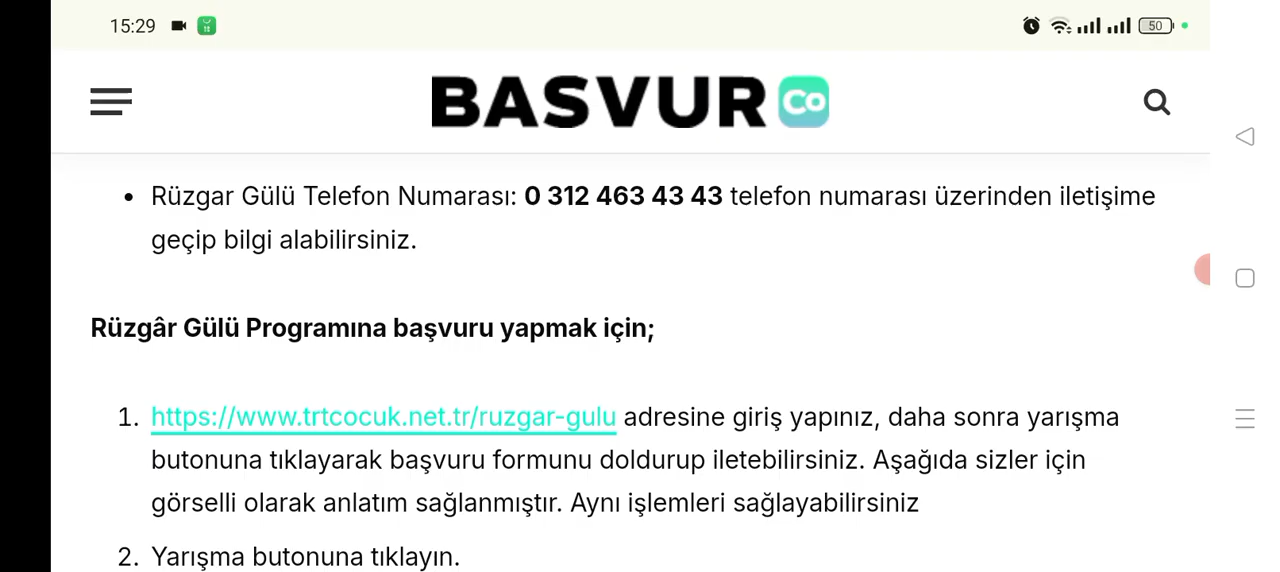 15:29
50
BASVUR Co
• Rüzgar Gülü Telefon Numarası: 0 312 463 43 43 telefon numarası üzerinden iletişime
geçip bilgi alabilirsiniz.
Rüzgâr Gülü Programına başvuru yapmak için;
1. https://www.trtcocuk.net.tr/ruzgar-gulu adresine giriş yapınız, daha sonra yarışma
butonuna tıklayarak başvuru formunu doldurup iletebilirsiniz. Aşağıda sizler için
görselli olarak anlatım sağlanmıştır. Aynı işlemleri sağlayabilirsiniz
2. Yarışma butonuna tıklayın.